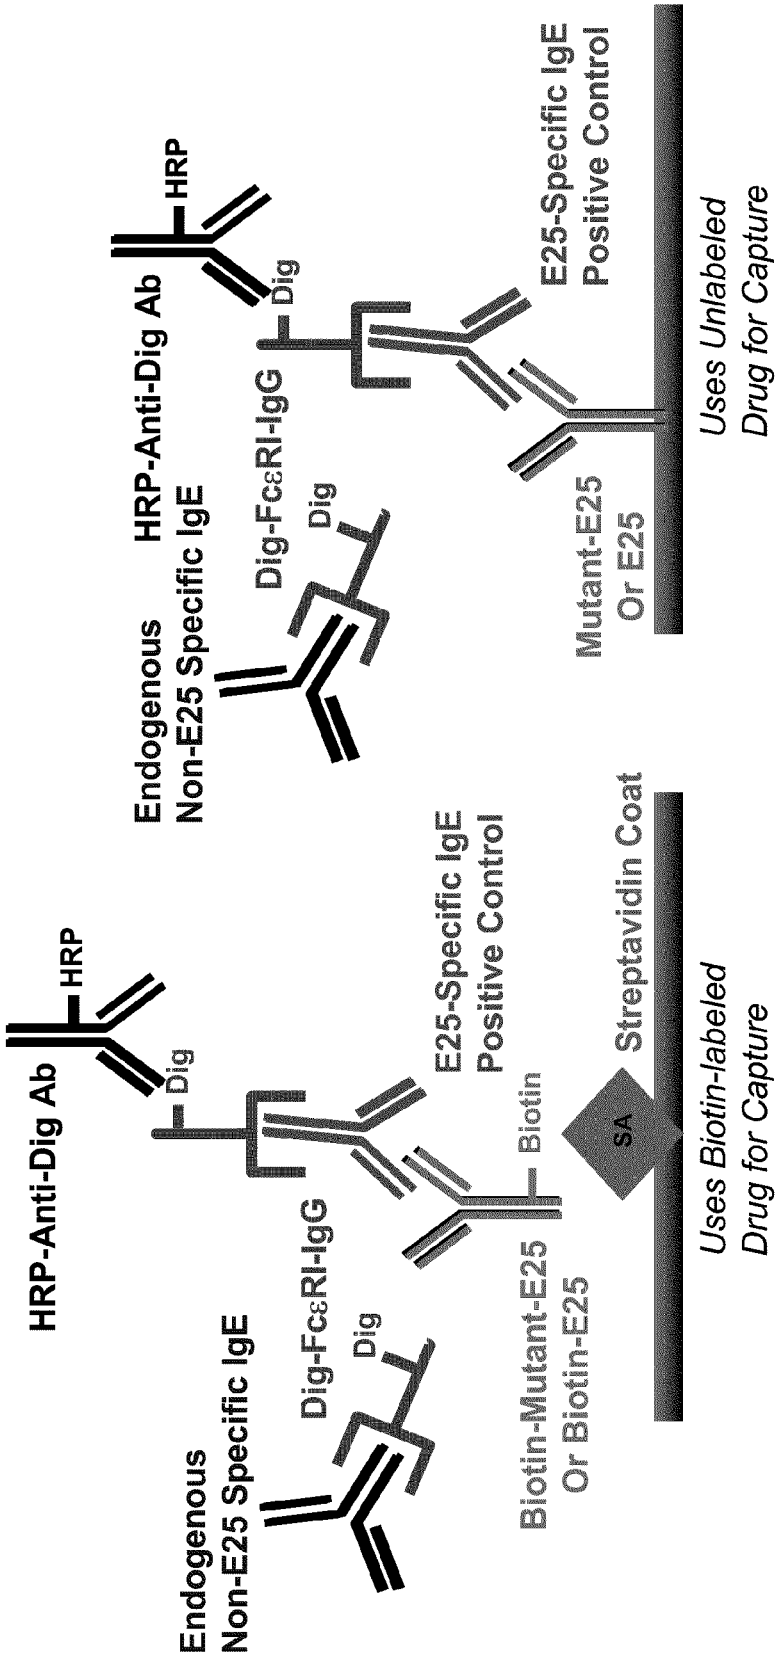 HRP-Anti-Dig Ab
HRP
Dig
Endogenous
Non-E25 Specific IgE
Dig-FcεRI-IgG
Dig
E25-Specific IgE
Positive Control
Biotin-Mutant-E25
Or Biotin-E25
Biotin
SA
Streptavidin Coat
Uses Biotin-labeled
Drug for Capture
Endogenous
Non-E25 Specific IgE
HRP-Anti-Dig Ab
HRP
Dig
Dig-FcεRI-IgG
Dig
E25-Specific IgE
Positive Control
Mutant-E25
Or E25
Uses Unlabeled
Drug for Capture